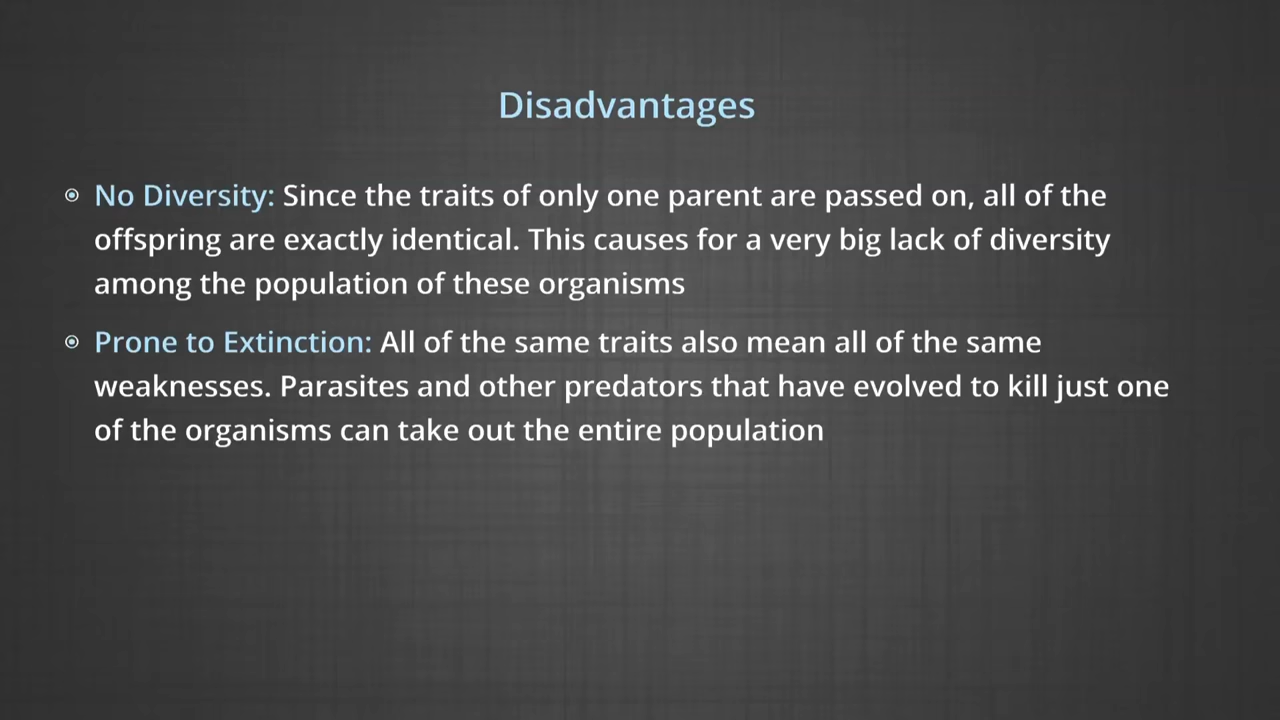 Disadvantages
No Diversity: Since the traits of only one parent are passed on, all of the
offspring are exactly identical. This causes for a very big lack of diversity
among the population of these organisms
Prone to Extinction: All of the same traits also mean all of the same
weaknesses. Parasites and other predators that have evolved to kill just one
of the organisms can take out the entire population